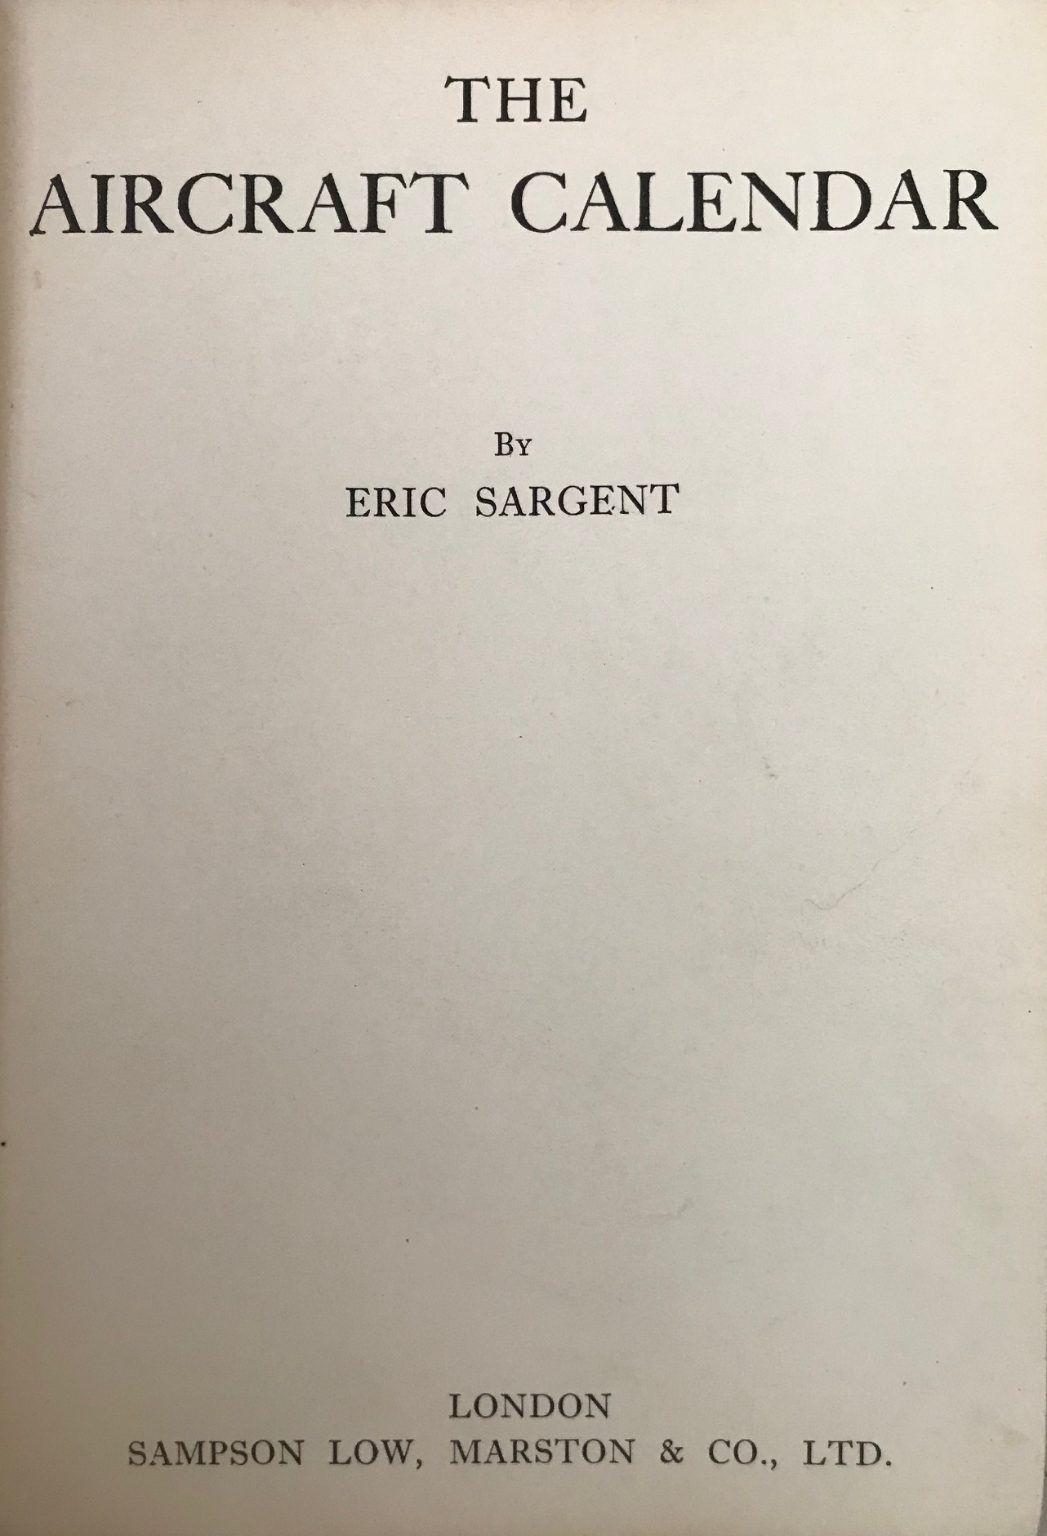 THE
AIRCRAFT CALENDAR
By
ERIC SARGENT
LONDON
SAMPSON LOW, MARSTON & CO., LTD.